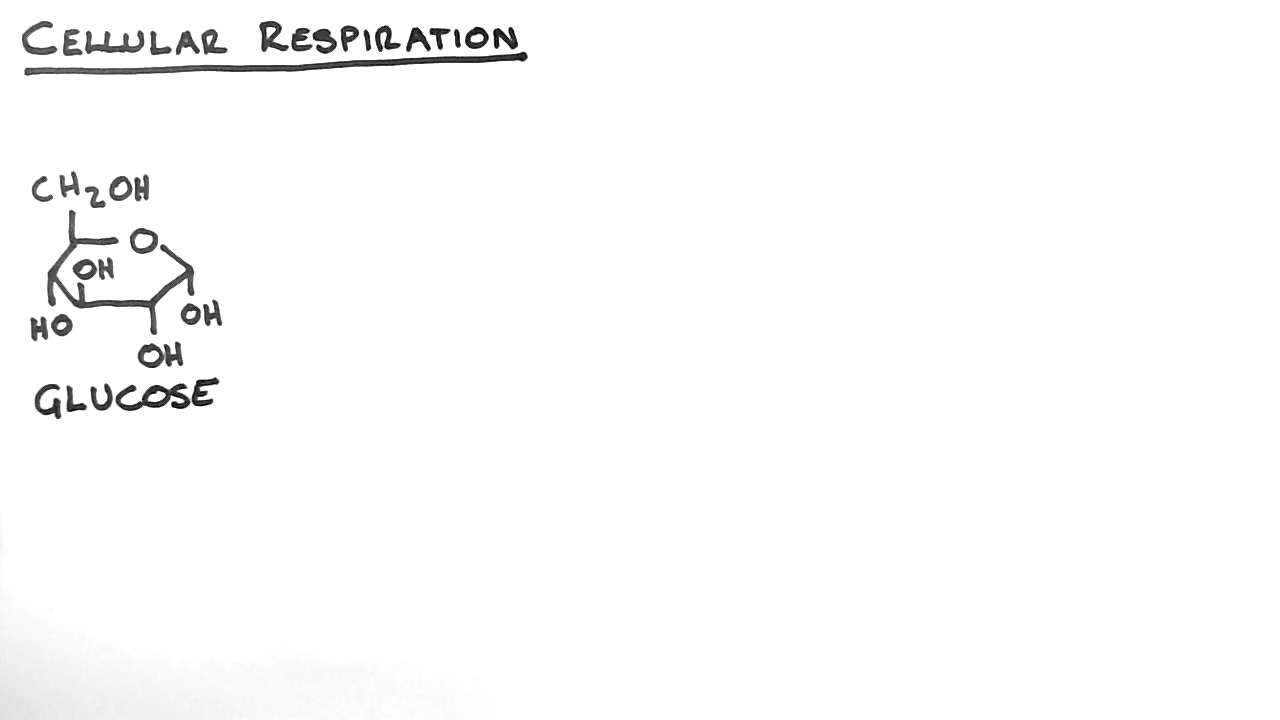 CELLULAR RESPIRATION
CH₂OH
O
OH
HO
OH
OH
GLUCOSE